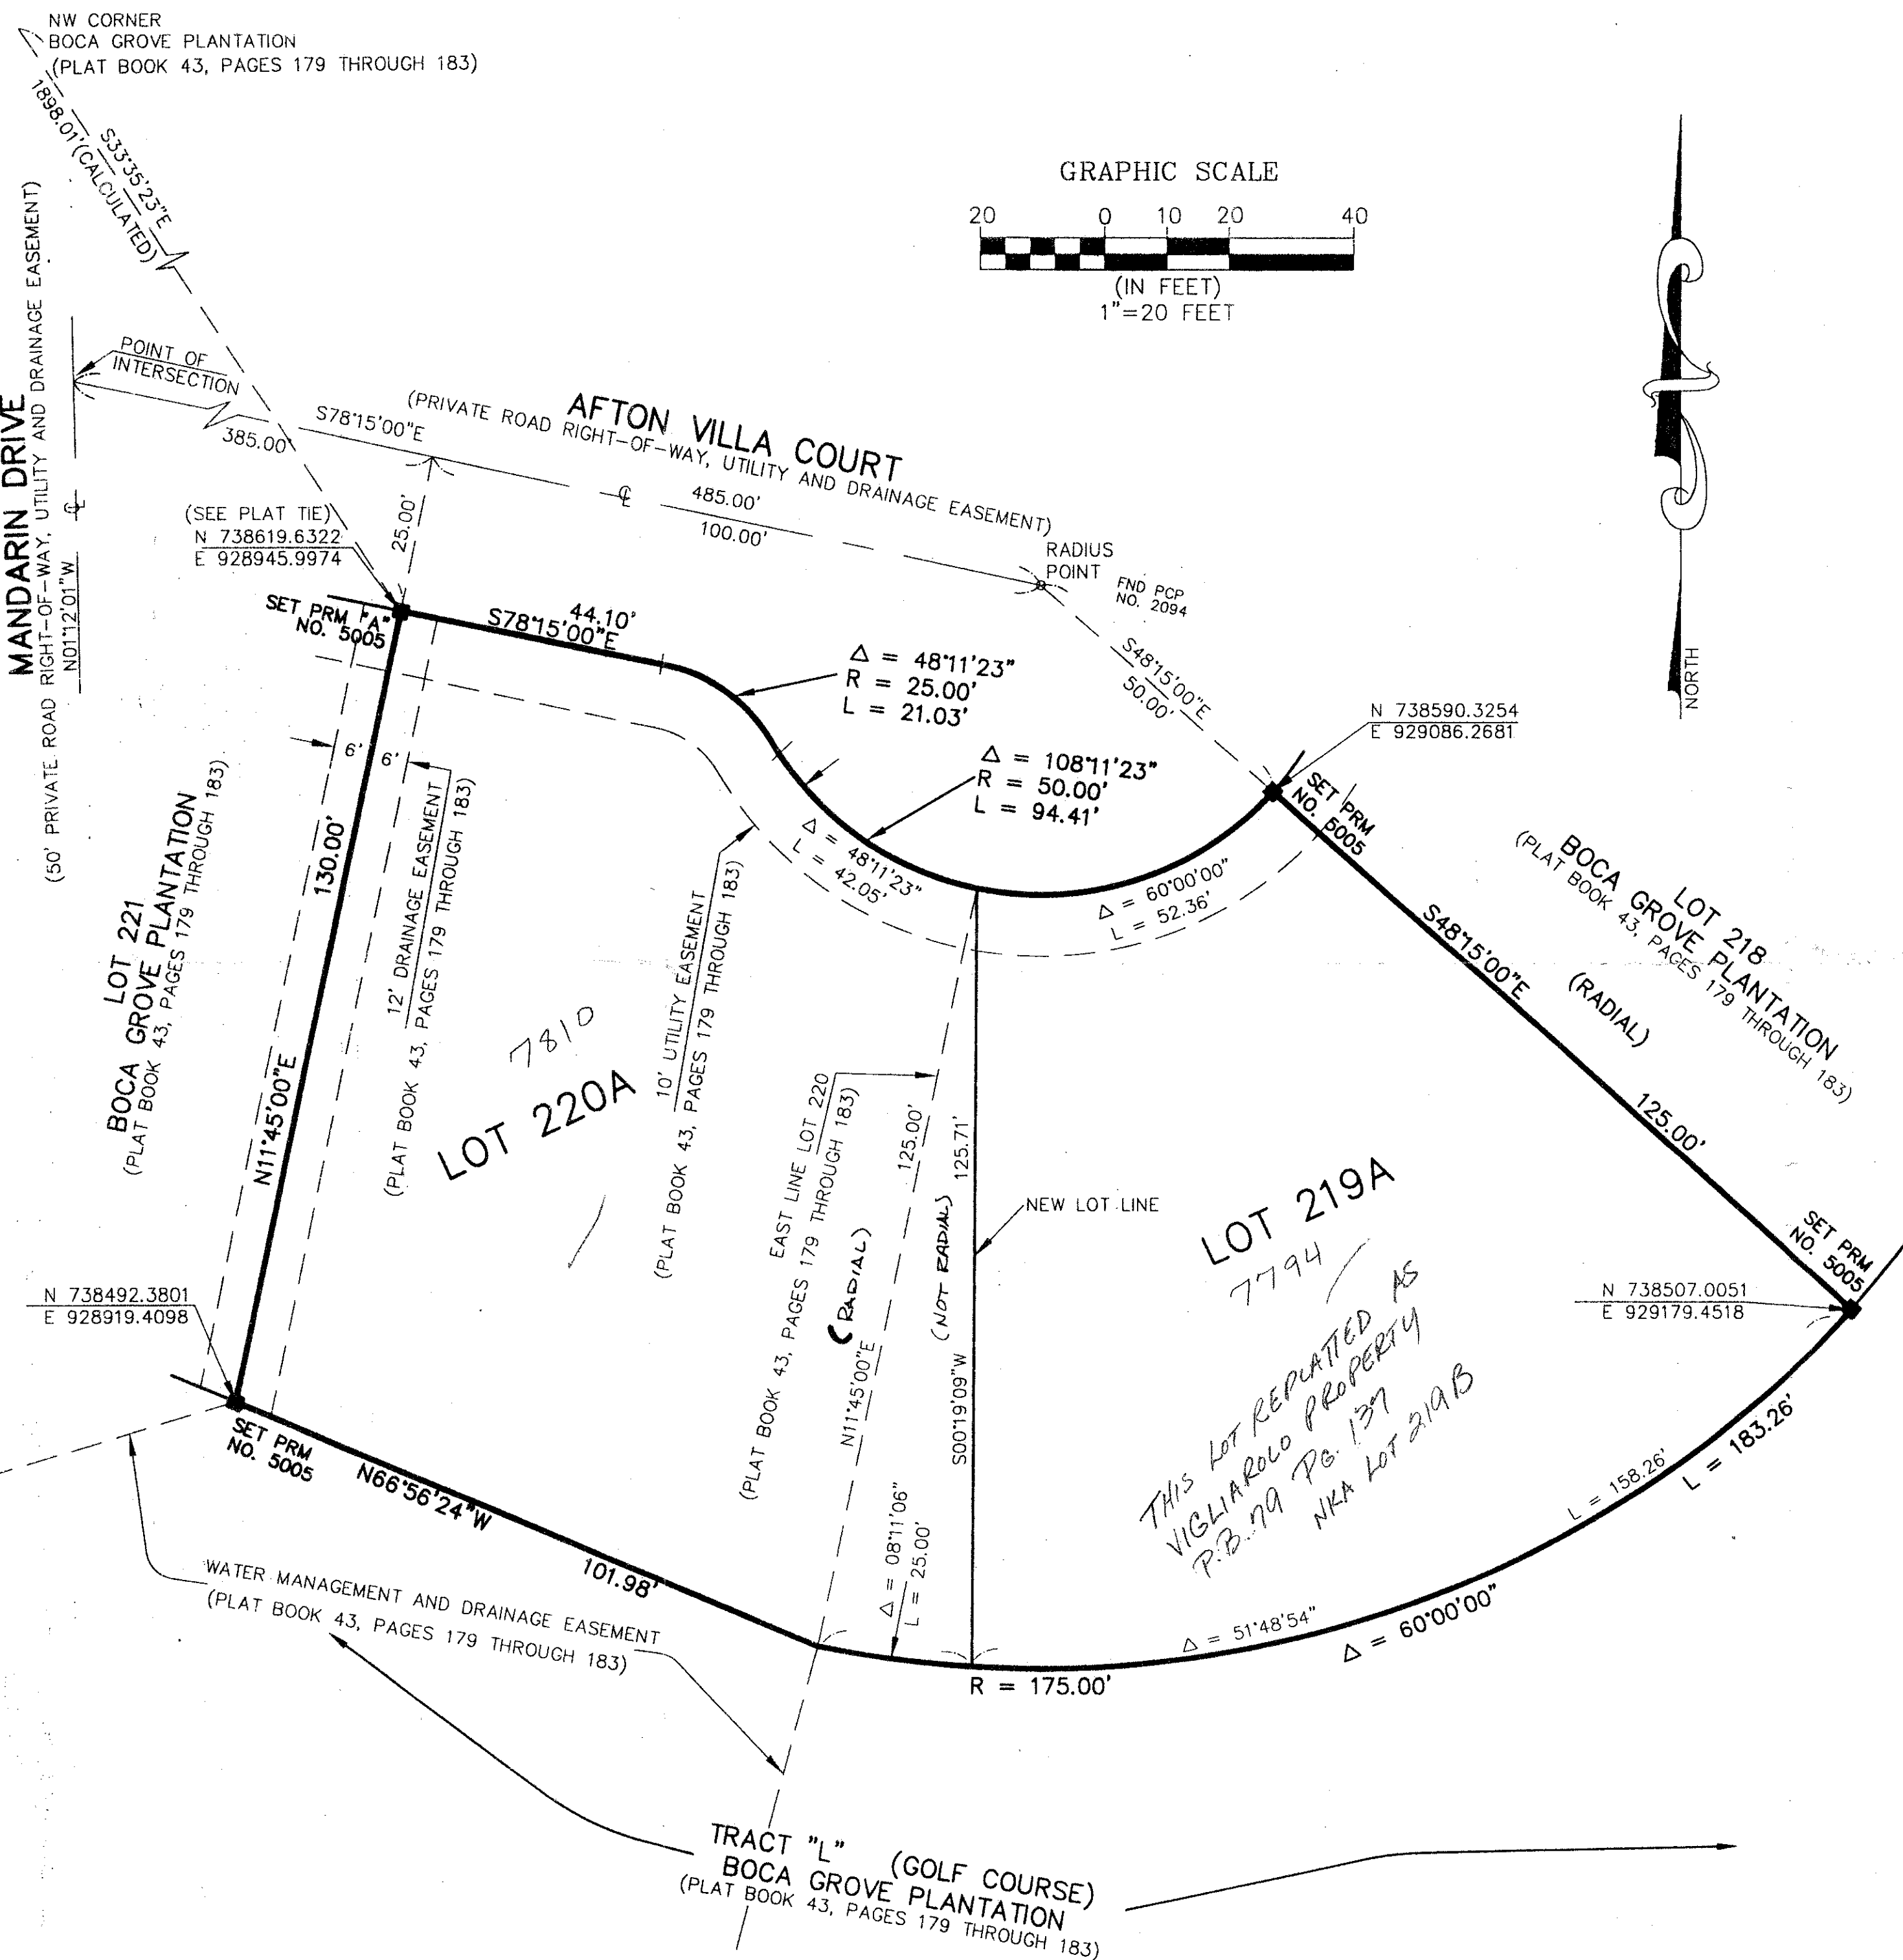 NW CORNER
BOCA GROVE PLANTATION
(PLAT BOOK 43, PAGES 179 THROUGH 183)
S33°35'23"E
1898.01'(CALCULATED)
GRAPHIC SCALE
20 0 10 20 40
(IN FEET)
1"=20 FEET
NORTH
MANDARIN DRIVE
(50' PRIVATE ROAD RIGHT-OF-WAY, UTILITY AND DRAINAGE EASEMENT)
N01°12'01"W
POINT OF
INTERSECTION
385.00'
S78°15'00"E
AFTON VILLA COURT
(PRIVATE ROAD RIGHT-OF-WAY, UTILITY AND DRAINAGE EASEMENT)
485.00'
100.00'
25.00'
RADIUS
POINT
FND PCP
NO. 2094
S48°15'00"E
50.00'
(SEE PLAT TIE)
N 738619.6322
E 928945.9974
SET PRM "A"
NO. 5005
44.10'
S78°15'00"E
Δ = 48°11'23"
R = 25.00'
L = 21.03'
Δ = 108°11'23"
R = 50.00'
L = 94.41'
N 738590.3254
E 929086.2681
SET PRM
NO. 5005
Δ = 48°11'23"
L = 42.05'
Δ = 60°00'00"
L = 52.36'
6' 6'
130.00'
N11°45'00"E
LOT 221
BOCA GROVE PLANTATION
(PLAT BOOK 43, PAGES 179 THROUGH 183)
12' DRAINAGE EASEMENT
(PLAT BOOK 43, PAGES 179 THROUGH 183)
7810
LOT 220A
10' UTILITY EASEMENT
(PLAT BOOK 43, PAGES 179 THROUGH 183)
EAST LINE LOT 220
(PLAT BOOK 43, PAGES 179 THROUGH 183)
(RADIAL)
125.00'
N11°45'00"E
125.71'
(NOT RADIAL)
S00°19'09"W
NEW LOT LINE
LOT 219A
7794
THIS LOT REPLATTED AS
VIGLIAROLO PROPERTY
P.B. 79 PG. 137
NKA LOT 219B
LOT 218
BOCA GROVE PLANTATION
(PLAT BOOK 43, PAGES 179 THROUGH 183)
S48°15'00"E
(RADIAL)
125.00'
SET PRM
NO. 5005
N 738507.0051
E 929179.4518
N 738492.3801
E 928919.4098
SET PRM
NO. 5005
N66°56'24"W
101.98'
Δ = 08°11'06"
L = 25.00'
L = 158.26'
L = 183.26'
Δ = 51°48'54"
Δ = 60°00'00"
R = 175.00'
WATER MANAGEMENT AND DRAINAGE EASEMENT
(PLAT BOOK 43, PAGES 179 THROUGH 183)
TRACT "L" (GOLF COURSE)
BOCA GROVE PLANTATION
(PLAT BOOK 43, PAGES 179 THROUGH 183)